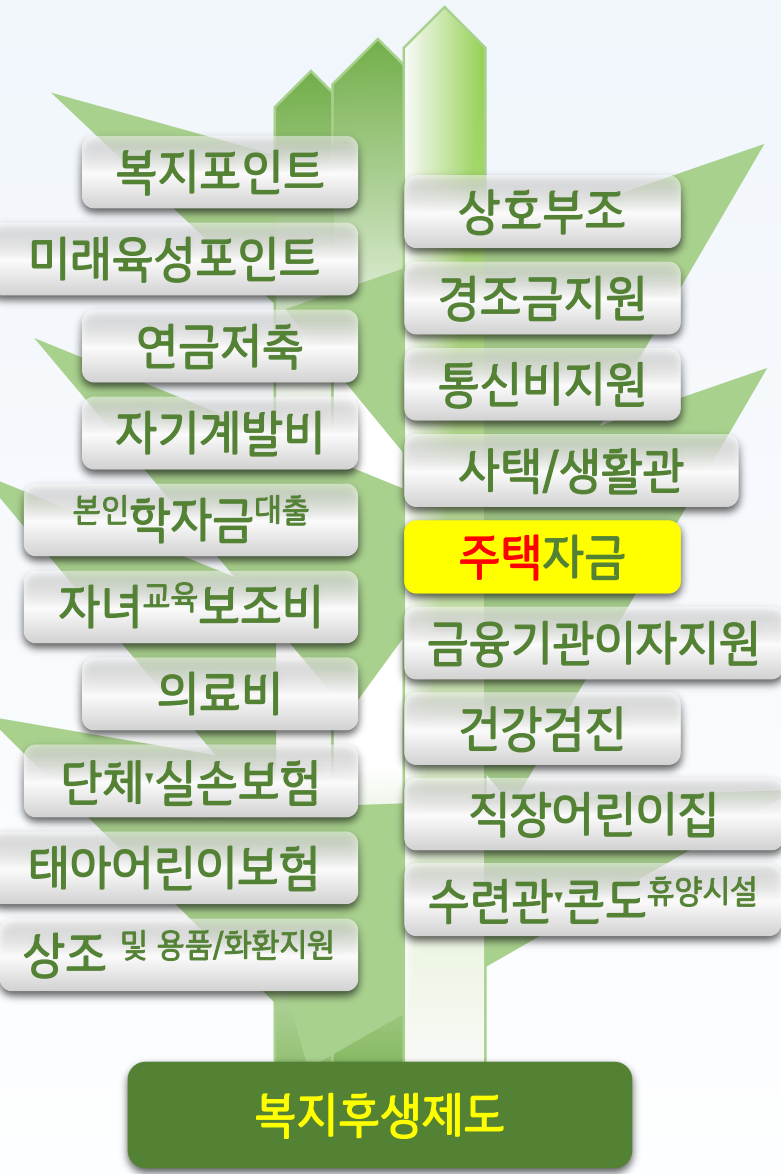 복지포인트
미래육성포인트
연금저축
자기계발비
본인학자금대출
자녀교육보조비
의료비
단체▾실손보험
태아어린이보험
상조 및 용품/화환지원
상호부조
경조금지원
통신비지원
사택/생활관
주택자금
금융기관이자지원
건강검진
직장어린이집
수련관▾콘도휴양시설
복지후생제도